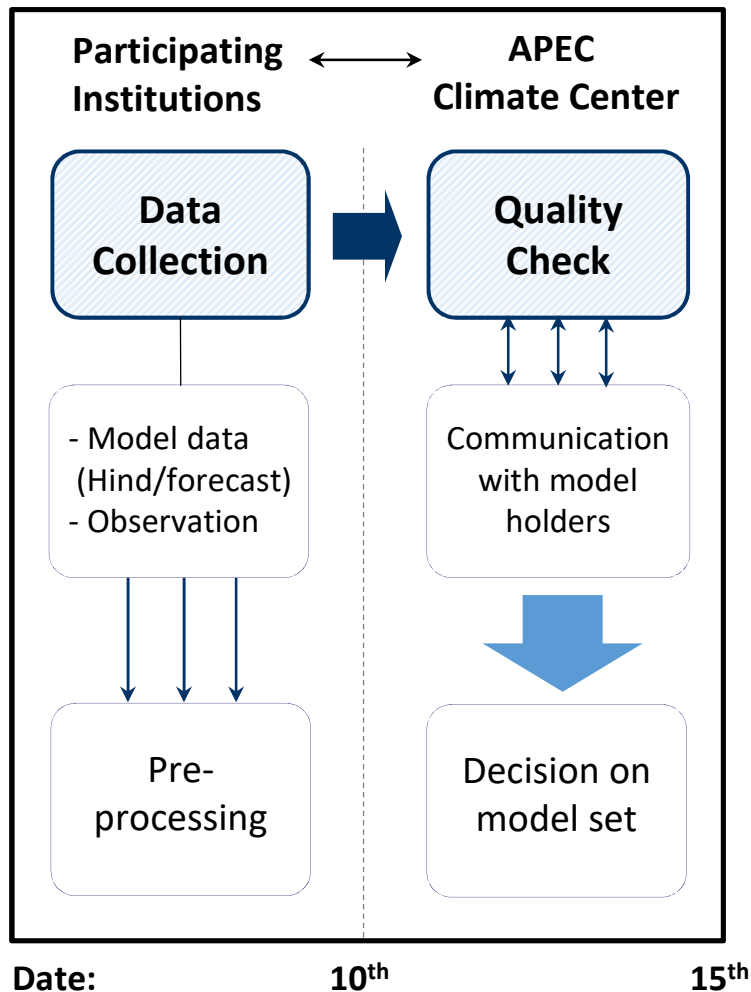 Participating
Institutions
APEC
Climate Center
Data
Collection
Quality
Check
- Model data
(Hind/forecast)
- Observation
Communication
with model
holders
Pre-
processing
Decision on
model set
Date:
10th
15th